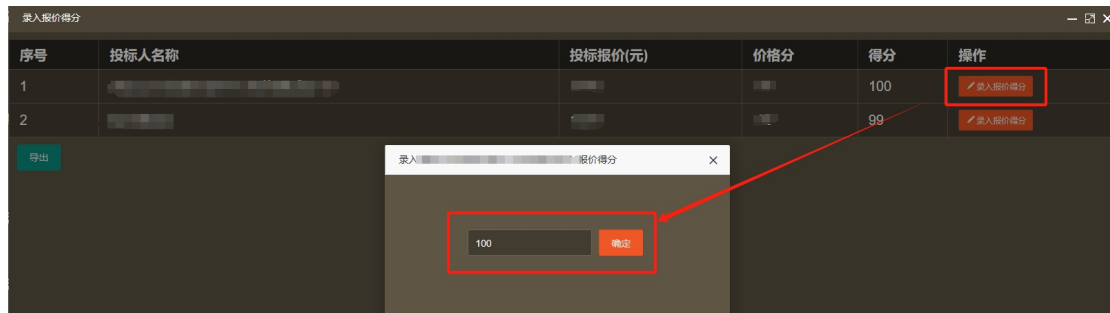 录入报价得分
序号 投标人名称 投标报价(元) 价格分 得分 操作
1 100 录入报价得分
2 99 录入报价得分
导出
录入 报价得分
100 确定